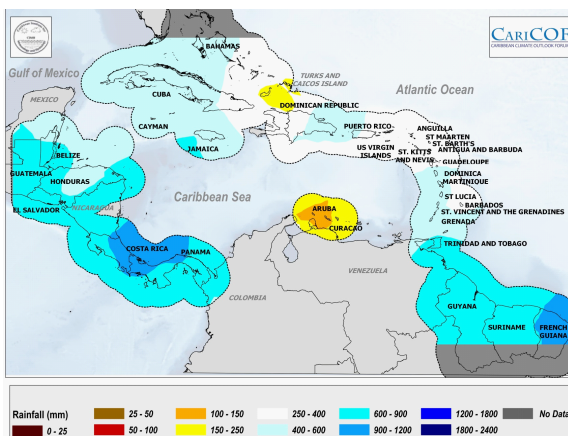 CARICOF
CARIBBEAN CLIMATE OUTLOOK FORUM
BAHAMAS
Gulf of Mexico
TURKS AND
CAICOS ISLAND
Atlantic Ocean
MEXICO
CUBA
DOMINICAN REPUBLIC
CAYMAN
PUERTO RICO
ANGUILLA
ST MAARTEN
ST. BARTH'S
JAMAICA
US VIRGIN
ISLANDS
ST. KITTS
AND NEVIS
ANTIGUA AND BARBUDA
BELIZE
GUADELOUPE
GUATEMALA
HONDURAS
DOMINICA
MARTINIQUE
Caribbean Sea
ST LUCIA
BARBADOS
EL SALVADOR
NICARAGUA
ARUBA
ST. VINCENT AND THE GRENADINES
CURACAO
GRENADA
COSTA RICA
PANAMA
TRINIDAD AND TOBAGO
VENEZUELA
COLOMBIA
GUYANA
SURINAME
FRENCH
GUIANA
Rainfall (mm)
0 - 25
25 - 50
50 - 100
100 - 150
150 - 250
250 - 400
400 - 600
600 - 900
900 - 1200
1200 - 1800
1800 - 2400
No Data